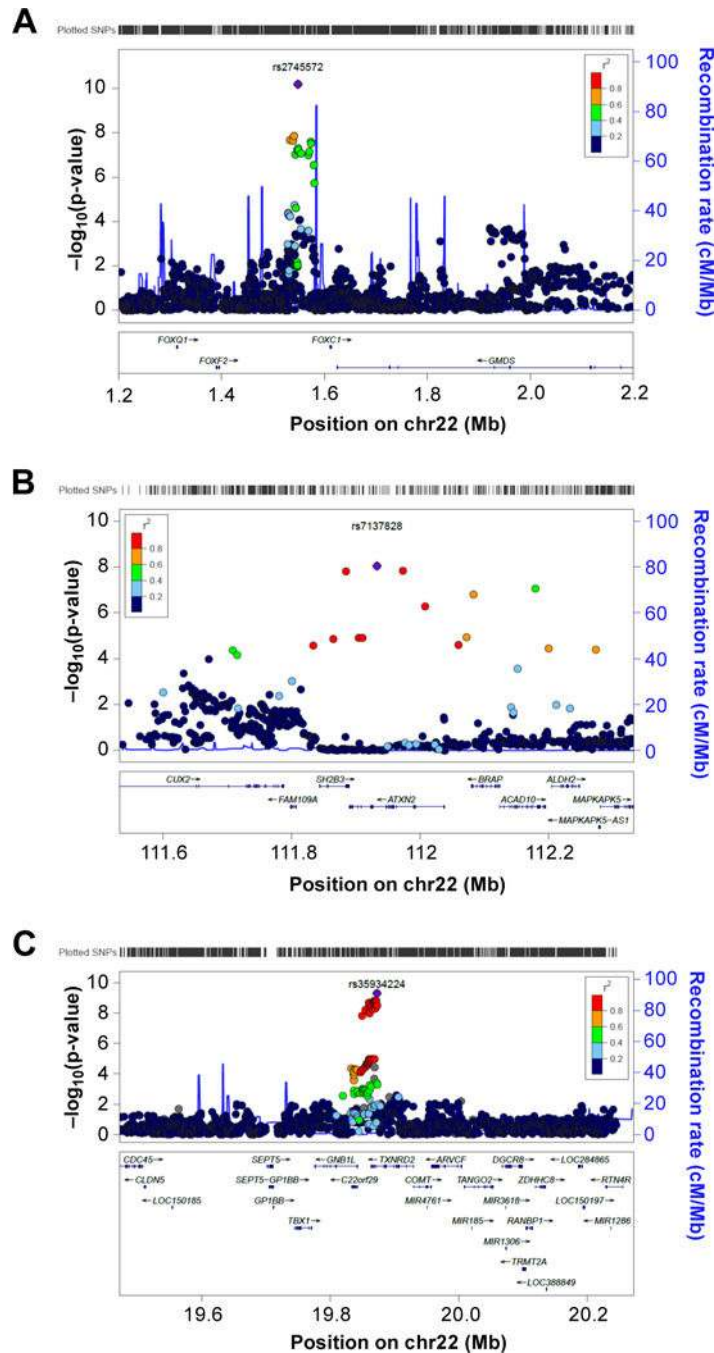 A
Plotted SNPs
rs2745572
10
8
6
4
2
0
−log10(p-value)
r2
0.8
0.6
0.4
0.2
100
80
60
40
20
0
Recombination rate (cM/Mb)
FOXQ1→
FOXC1→
FOXF2→
←GMDS
1.2 1.4 1.6 1.8 2.0 2.2
Position on chr22 (Mb)
B
Plotted SNPs
rs7137828
10
8
6
4
2
0
−log10(p-value)
r2
0.8
0.6
0.4
0.2
100
80
60
40
20
0
Recombination rate (cM/Mb)
CUX2→ SH2B3→ ←BRAP ALDH2→
←FAM109A ←ATXN2 ACAD10→ MAPKAPK5→
←MAPKAPK5-AS1
111.6 111.8 112 112.2
Position on chr22 (Mb)
C
Plotted SNPs
rs35934224
10
8
6
4
2
0
−log10(p-value)
r2
0.8
0.6
0.4
0.2
100
80
60
40
20
0
Recombination rate (cM/Mb)
CDC45→ SEPT5→ ←GNB1L ←TXNRD2 ←ARVCF DGCR8→ LOC284865→
←CLDN5 SEPT5-GP1BB→ ←C22orf29 COMT→ TANGO2→ ZDHHC8→ ←RTN4R
←LOC150185 GP1BB→ MIR4761→ MIR3618→ LOC150197→
TBX1→ MIR185→ RANBP1→ ←MIR1286
MIR1306→
←TRMT2A
←LOC388849
19.6 19.8 20.0 20.2
Position on chr22 (Mb)